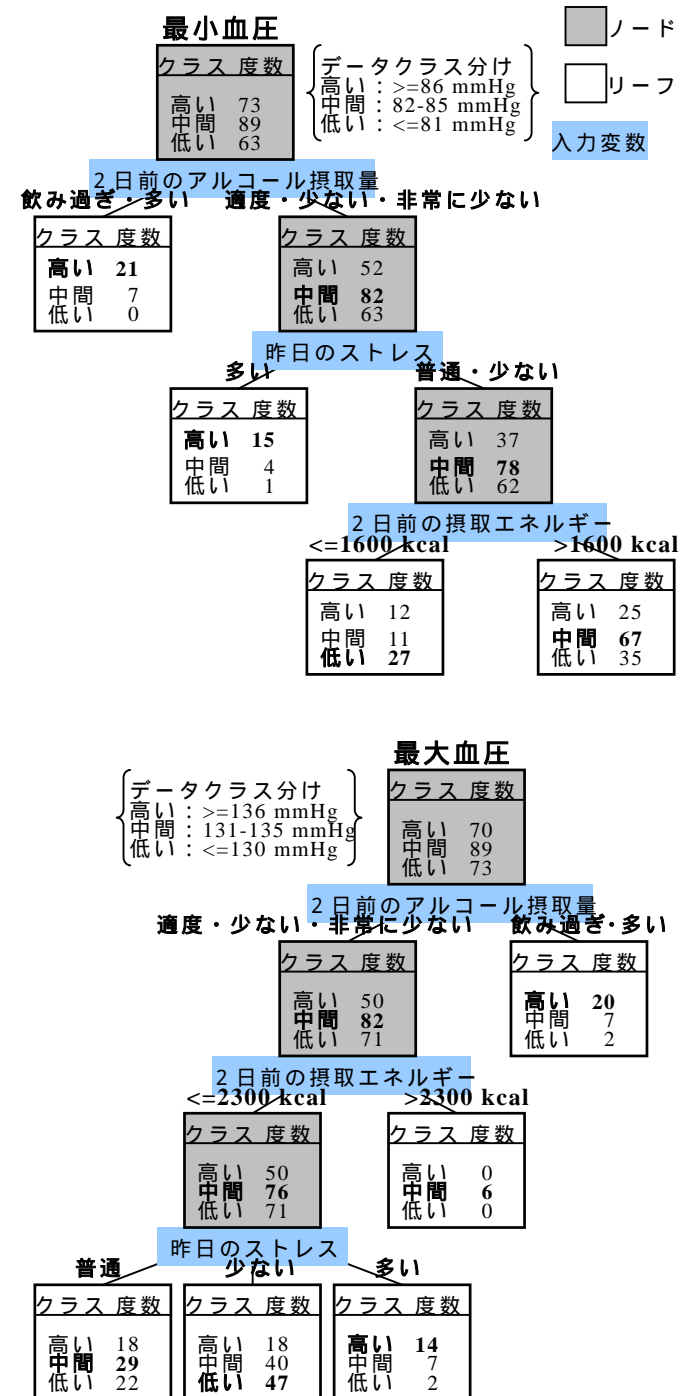 最小血圧
ノード
クラス 度数
高い 73
中間 89
低い 63
データクラス分け
高い：>=86 mmHg
中間：82-85 mmHg
低い：<=81 mmHg
リーフ
入力変数
2日前のアルコール摂取量
飲み過ぎ・多い 適度・少ない・非常に少ない
クラス 度数
高い 21
中間 7
低い 0
クラス 度数
高い 52
中間 82
低い 63
昨日のストレス
多い 普通・少ない
クラス 度数
高い 15
中間 4
低い 1
クラス 度数
高い 37
中間 78
低い 62
2日前の摂取エネルギー
<=1600 kcal >1600 kcal
クラス 度数
高い 12
中間 11
低い 27
クラス 度数
高い 25
中間 67
低い 35
最大血圧
データクラス分け
高い：>=136 mmHg
中間：131-135 mmHg
低い：<=130 mmHg
クラス 度数
高い 70
中間 89
低い 73
2日前のアルコール摂取量
適度・少ない・非常に少ない 飲み過ぎ・多い
クラス 度数
高い 50
中間 82
低い 71
クラス 度数
高い 20
中間 7
低い 2
2日前の摂取エネルギー
<=2300 kcal >2300 kcal
クラス 度数
高い 50
中間 76
低い 71
クラス 度数
高い 0
中間 6
低い 0
昨日のストレス
普通 少ない 多い
クラス 度数
高い 18
中間 29
低い 22
クラス 度数
高い 18
中間 40
低い 47
クラス 度数
高い 14
中間 7
低い 2